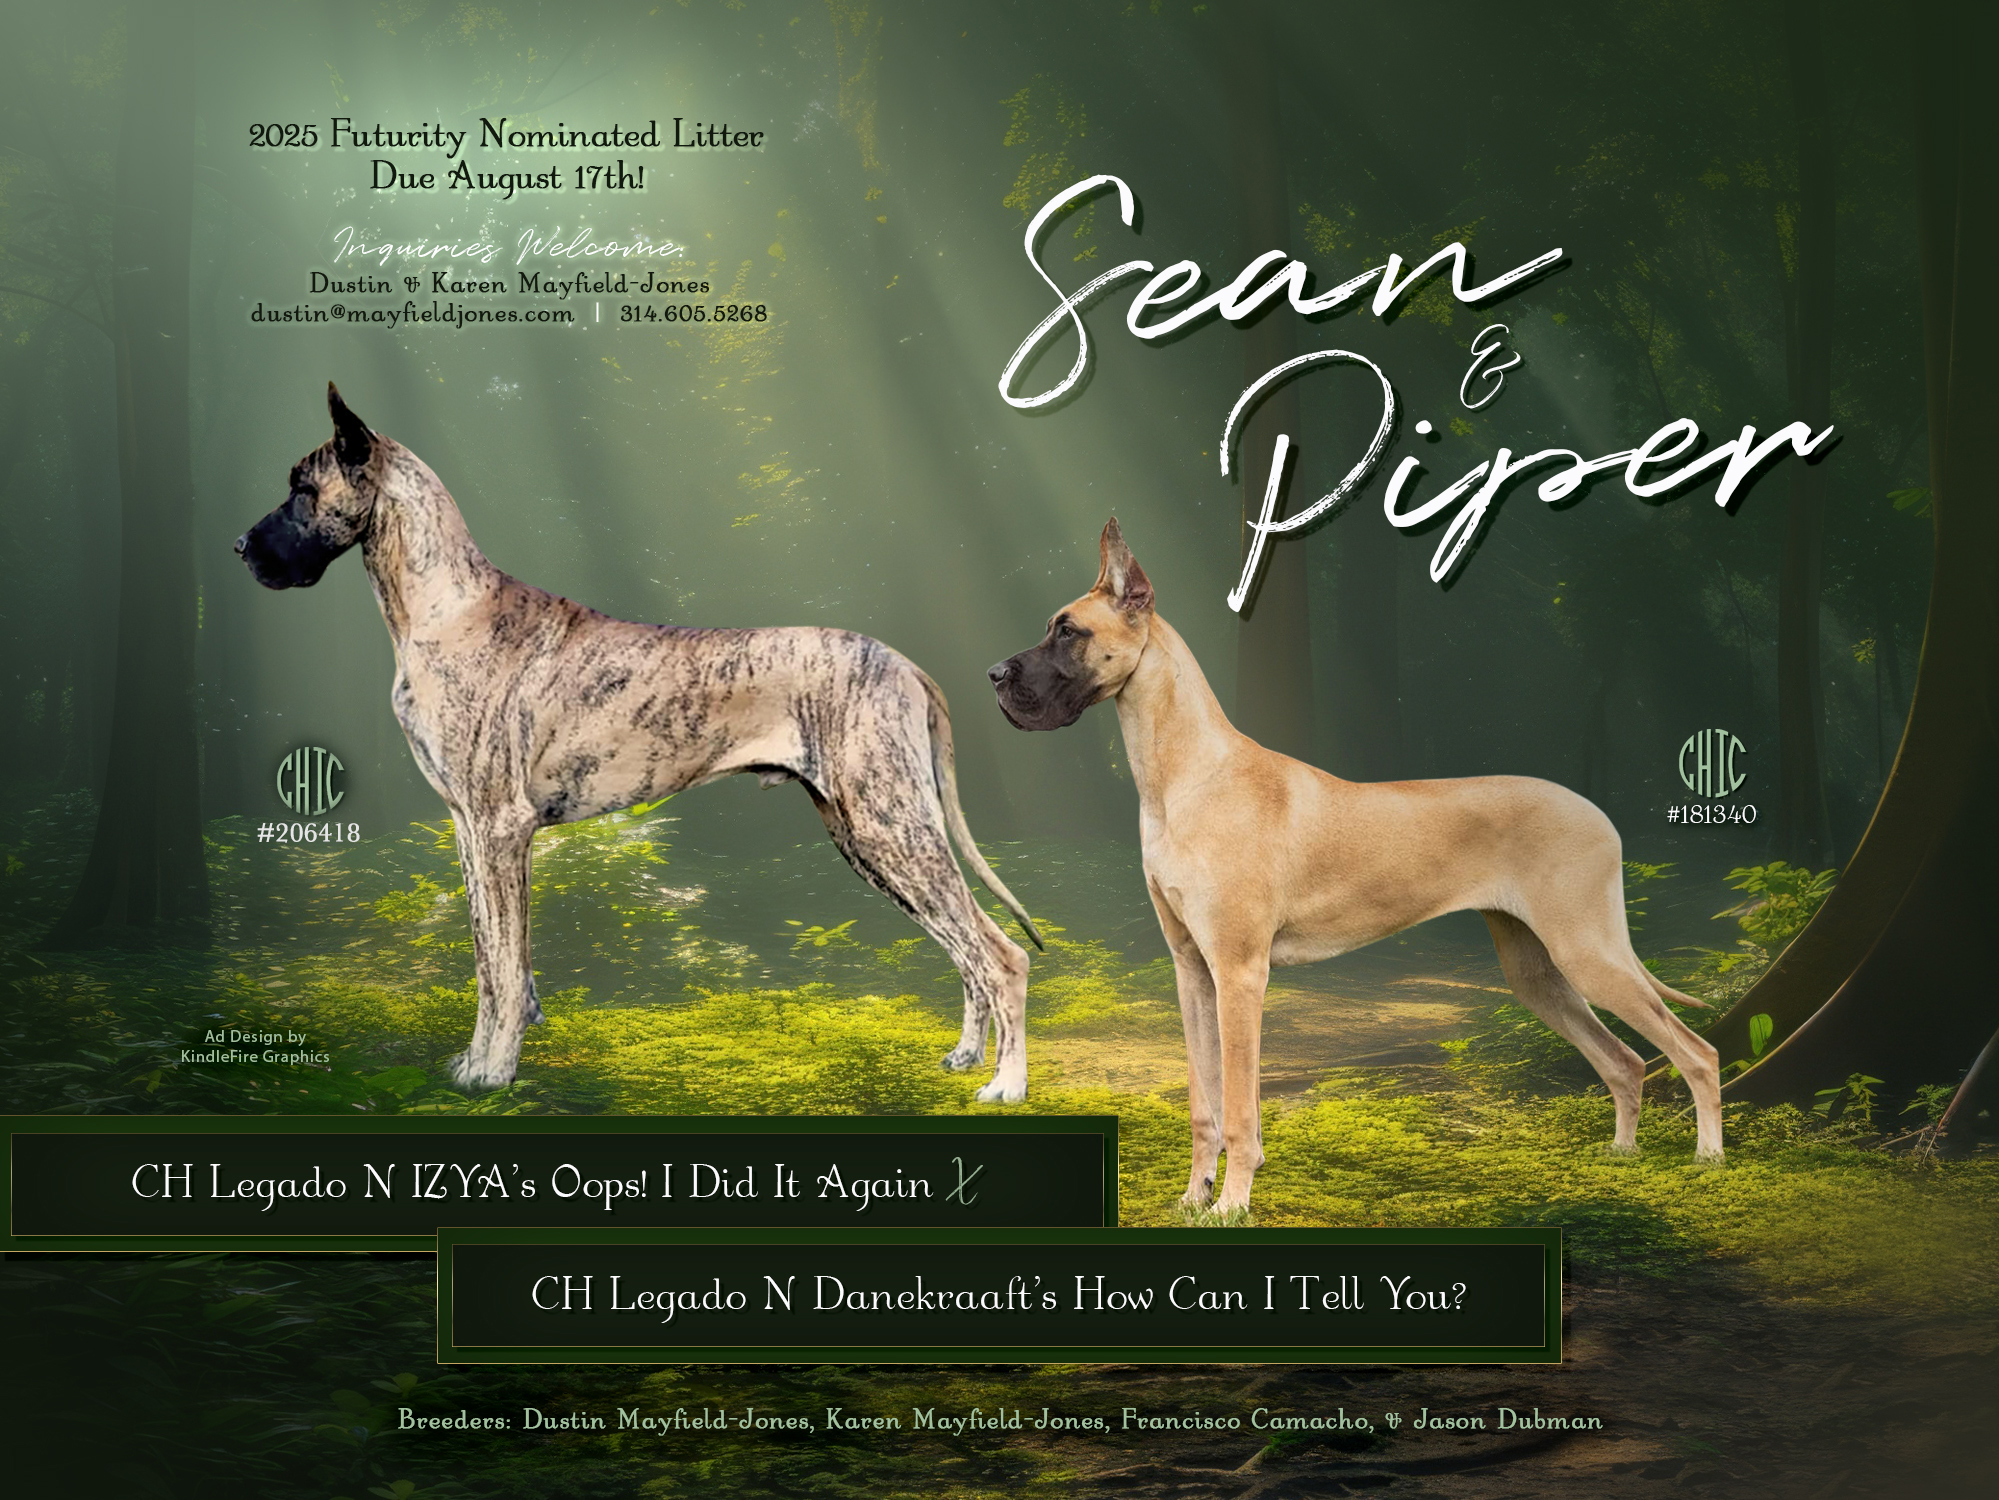 2025 Futurity Nominated Litter
Due August 17th!
Inquiries Welcome:
Dustin & Karen Mayfield-Jones
dustin@mayfieldjones.com | 314.605.5268
Sean
&
Piper
CHIC
#206418
CHIC
#181340
Ad Design by
KindleFire Graphics
CH Legado N IZYA's Oops! I Did It Again X
CH Legado N Danekraaft's How Can I Tell You?
Breeders: Dustin Mayfield-Jones, Karen Mayfield-Jones, Francisco Camacho, & Jason Dubman